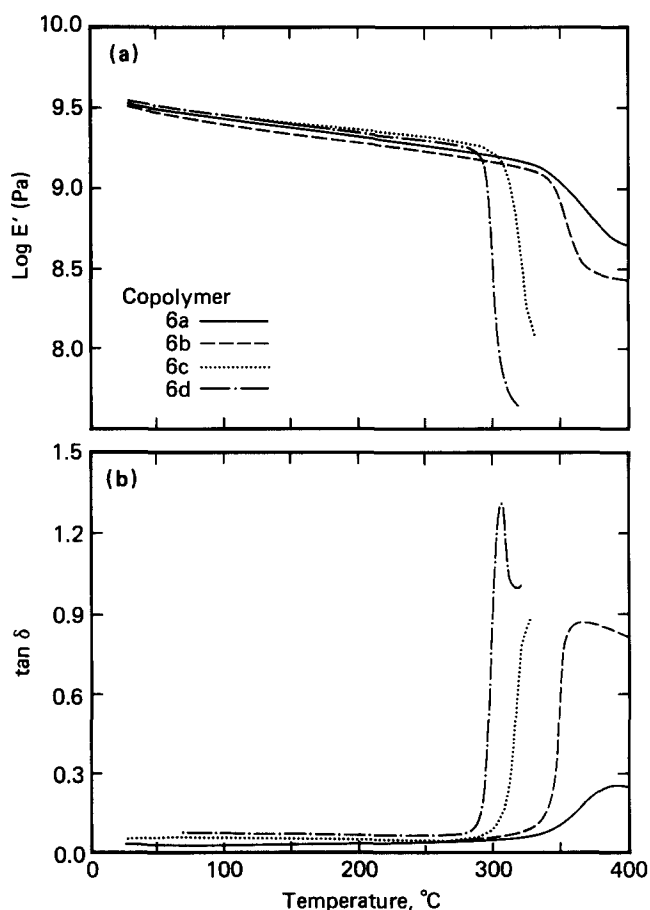 10.0
(a)
9.5
9.0
Log E′ (Pa)
8.5
8.0
Copolymer
6a
6b
6c
6d
1.5
(b)
1.2
0.9
tan δ
0.6
0.3
0.0
0 100 200 300 400
Temperature, °C